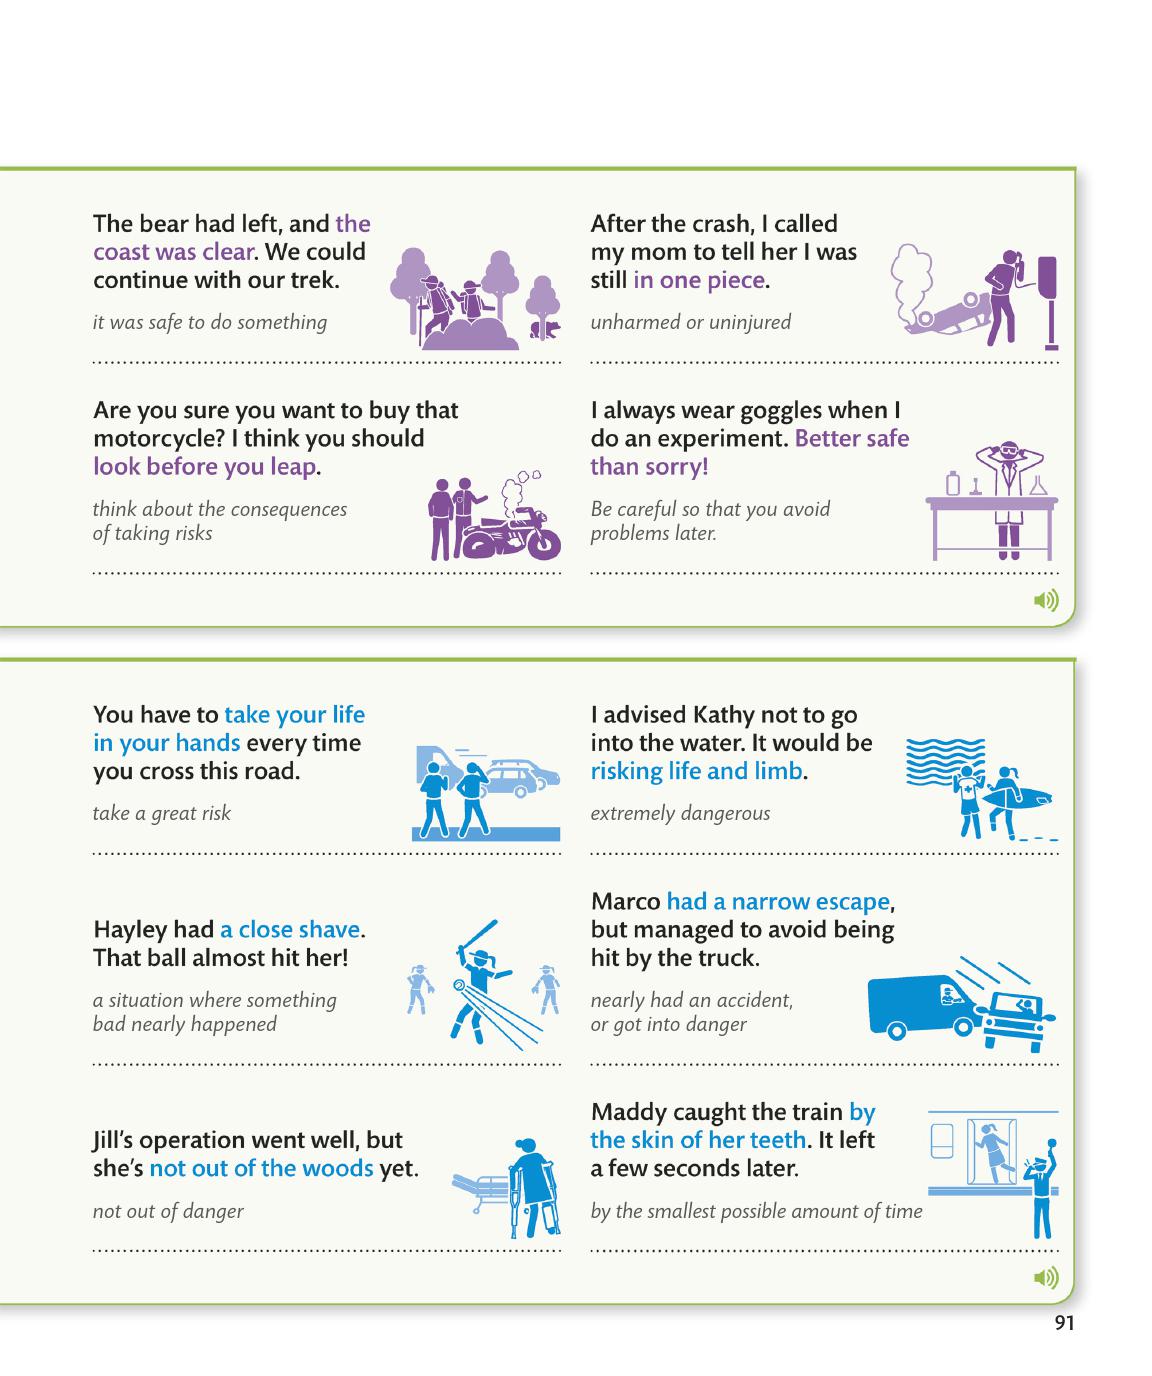 The bear had left, and the
coast was clear. We could
continue with our trek.
it was safe to do something
After the crash, I called
my mom to tell her I was
still in one piece.
unharmed or uninjured
Are you sure you want to buy that
motorcycle? I think you should
look before you leap.
think about the consequences
of taking risks
I always wear goggles when I
do an experiment. Better safe
than sorry!
Be careful so that you avoid
problems later.
You have to take your life
in your hands every time
you cross this road.
take a great risk
I advised Kathy not to go
into the water. It would be
risking life and limb.
extremely dangerous
Hayley had a close shave.
That ball almost hit her!
a situation where something
bad nearly happened
Marco had a narrow escape,
but managed to avoid being
hit by the truck.
nearly had an accident,
or got into danger
Jill's operation went well, but
she's not out of the woods yet.
not out of danger
Maddy caught the train by
the skin of her teeth. It left
a few seconds later.
by the smallest possible amount of time
91